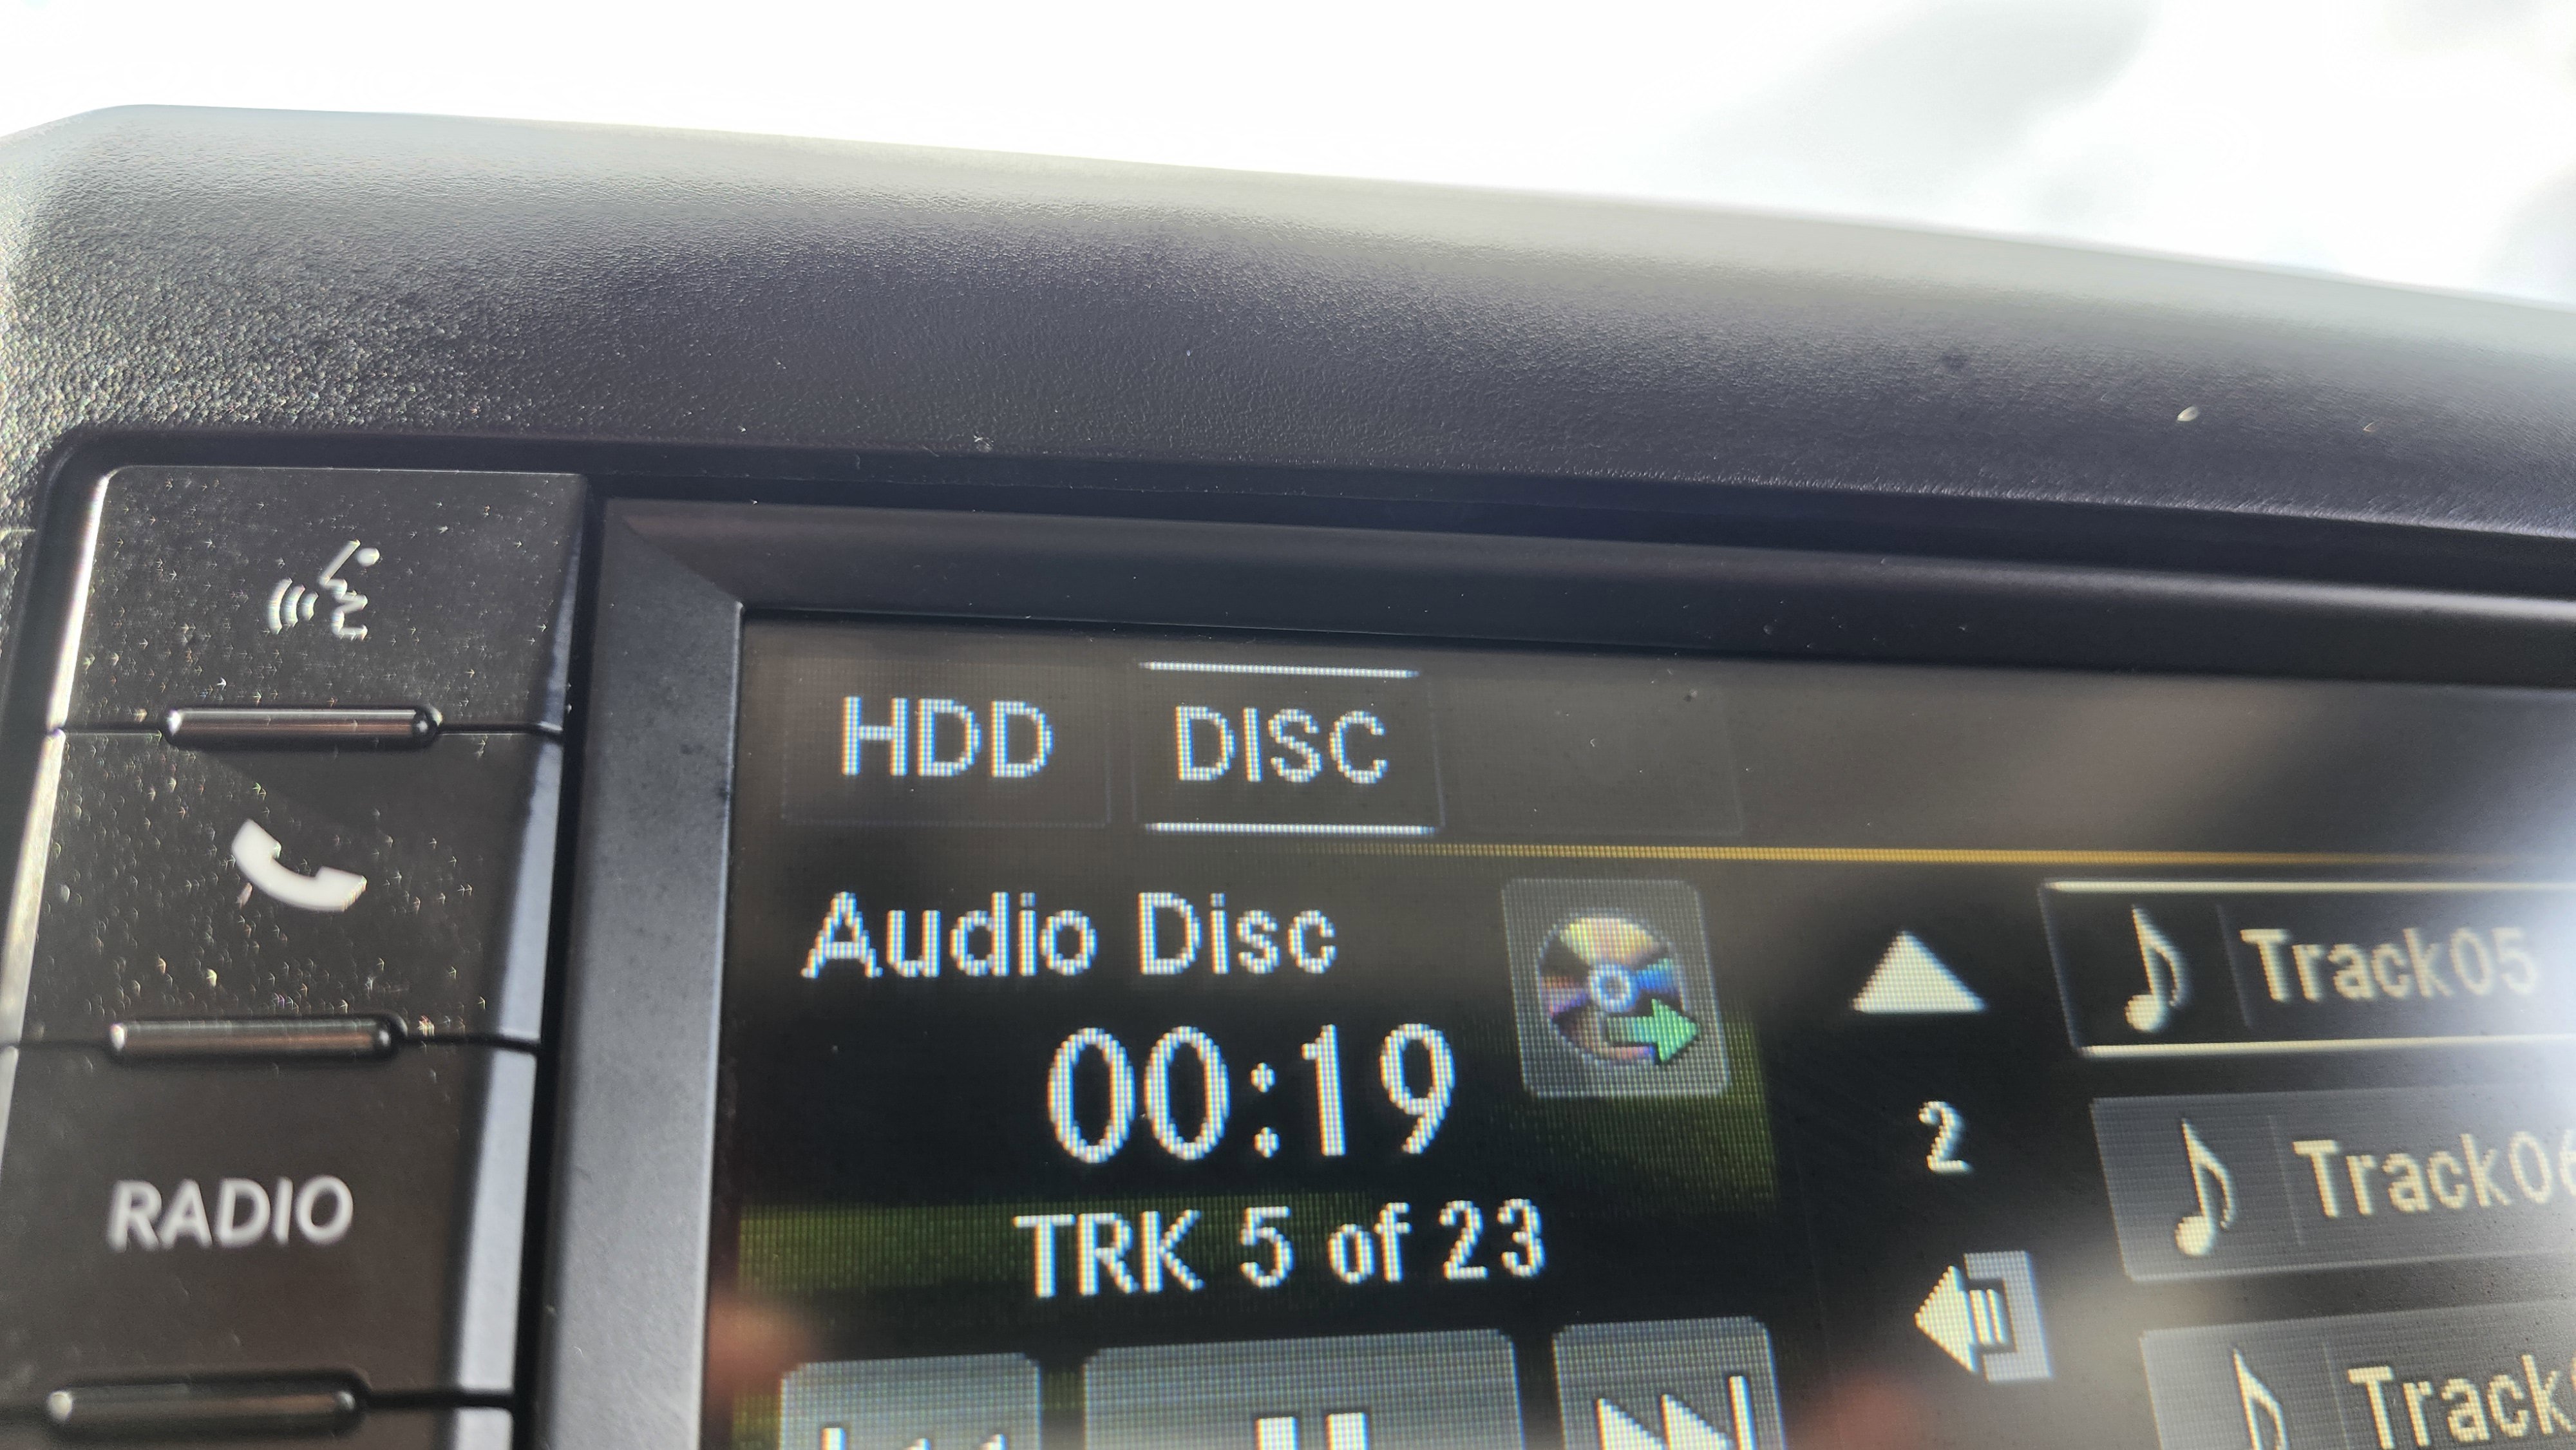 HDD DISC
Audio Disc
00:19
TRK 5 of 23
2
Track05
RADIO